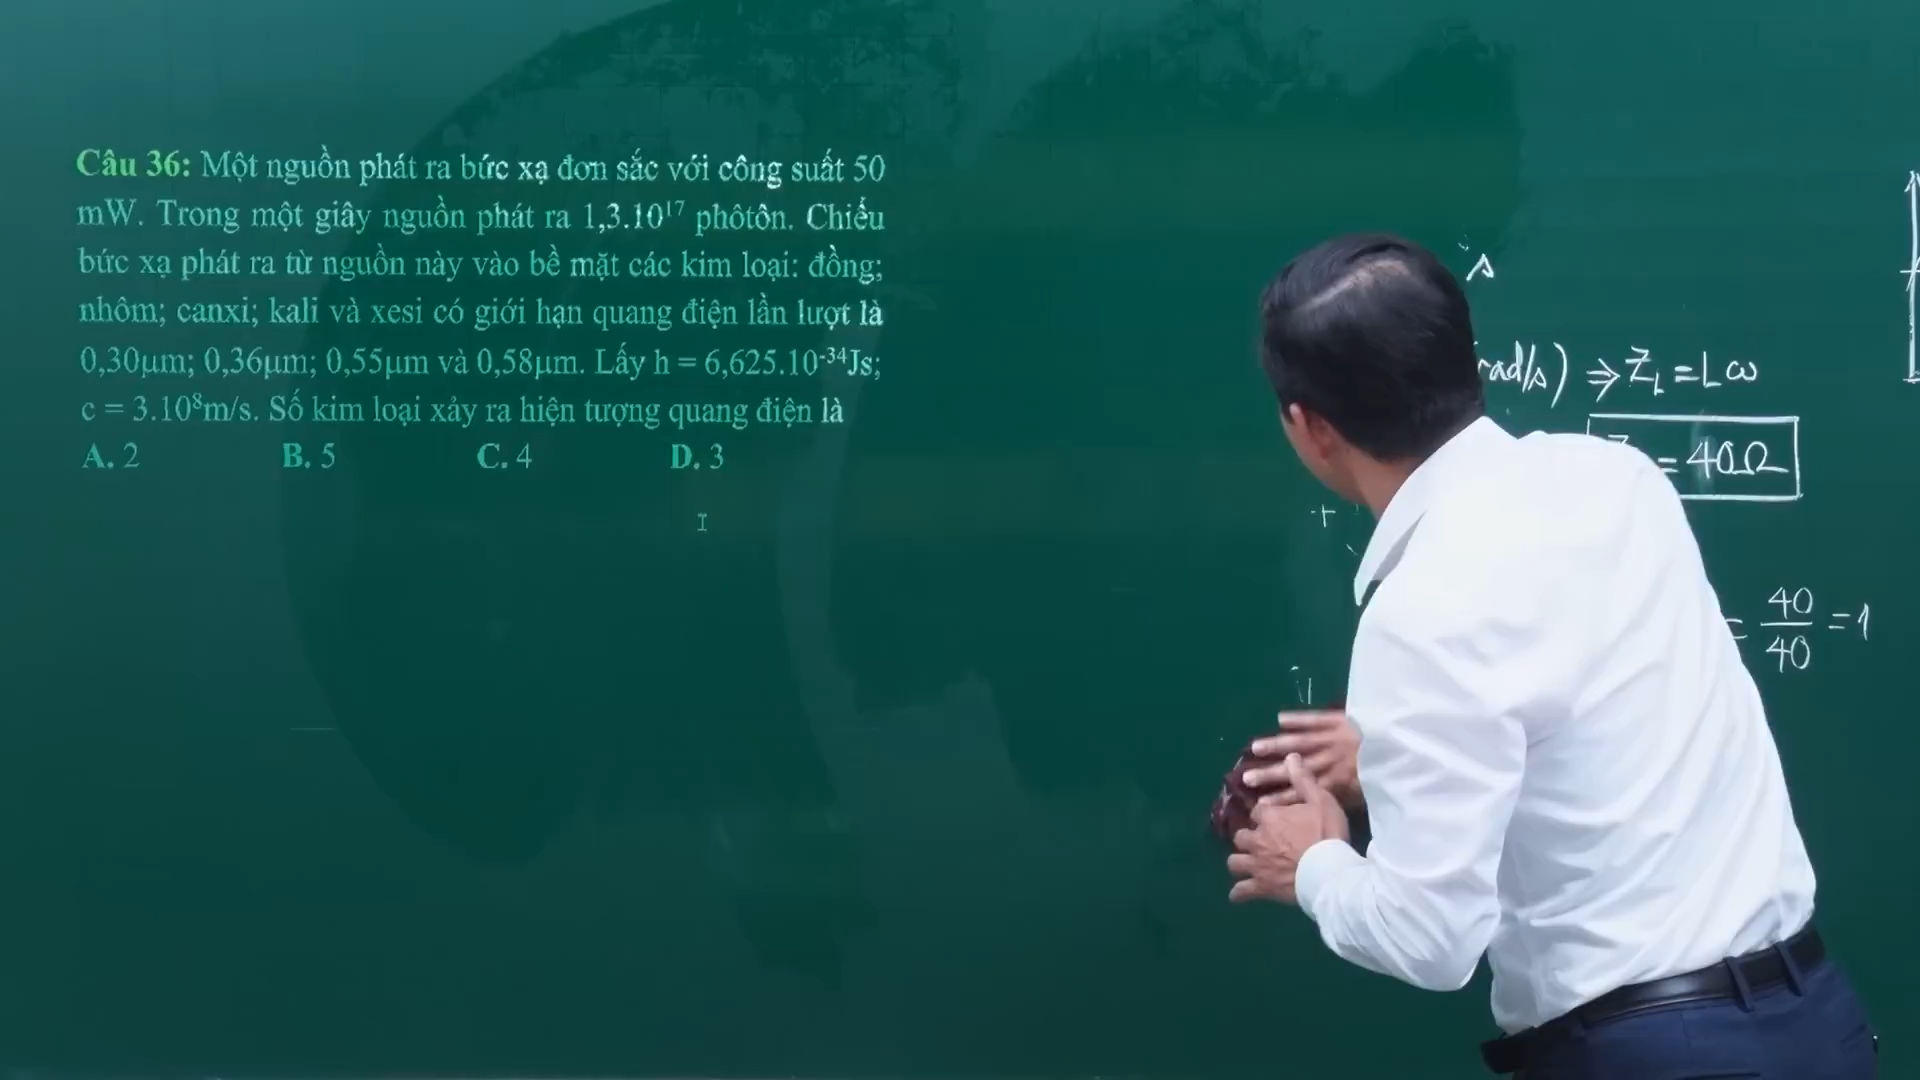 Câu 36: Một nguồn phát ra bức xạ đơn sắc với công suất 50
mW. Trong một giây nguồn phát ra 1,3.10¹⁷ phôtôn. Chiếu
bức xạ phát ra từ nguồn này vào bề mặt các kim loại: đồng;
nhôm; canxi; kali và xesi có giới hạn quang điện lần lượt là
0,30μm; 0,36μm; 0,55μm và 0,58μm. Lấy h = 6,625.10⁻³⁴Js;
c = 3.10⁸m/s. Số kim loại xảy ra hiện tượng quang điện là
A. 2 B. 5 C. 4 D. 3
rad/s) ⇒ Z_L = Lω
= 40Ω
= 40/40 = 1